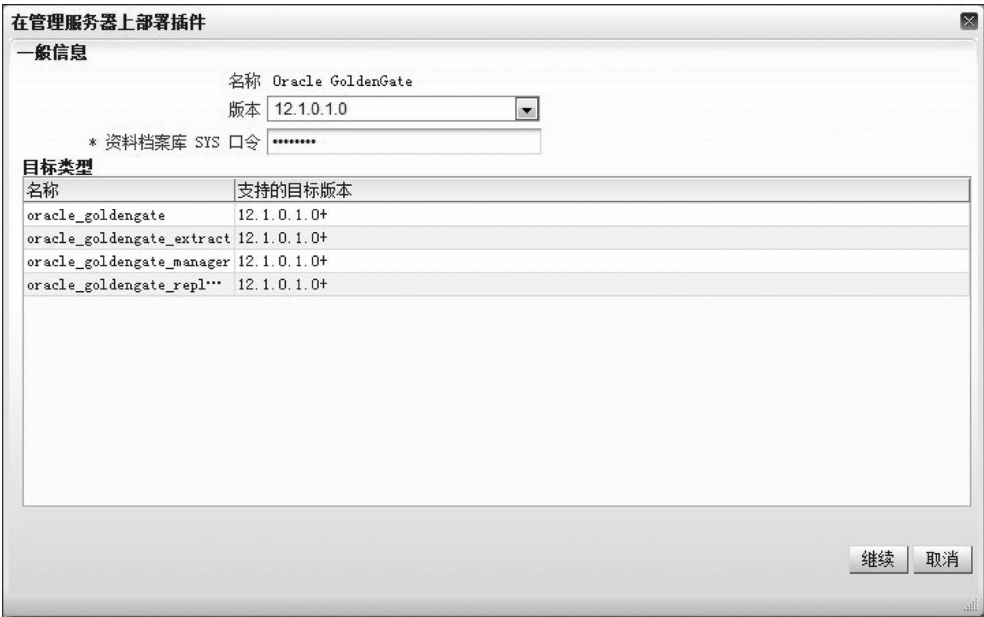 在管理服务器上部署插件
一般信息
名称 Oracle GoldenGate
版本 12.1.0.1.0
* 资料档案库 SYS 口令 ••••••••
目标类型
名称 支持的目标版本
oracle_goldengate 12.1.0.1.0+
oracle_goldengate_extract 12.1.0.1.0+
oracle_goldengate_manager 12.1.0.1.0+
oracle_goldengate_repl… 12.1.0.1.0+
继续 取消